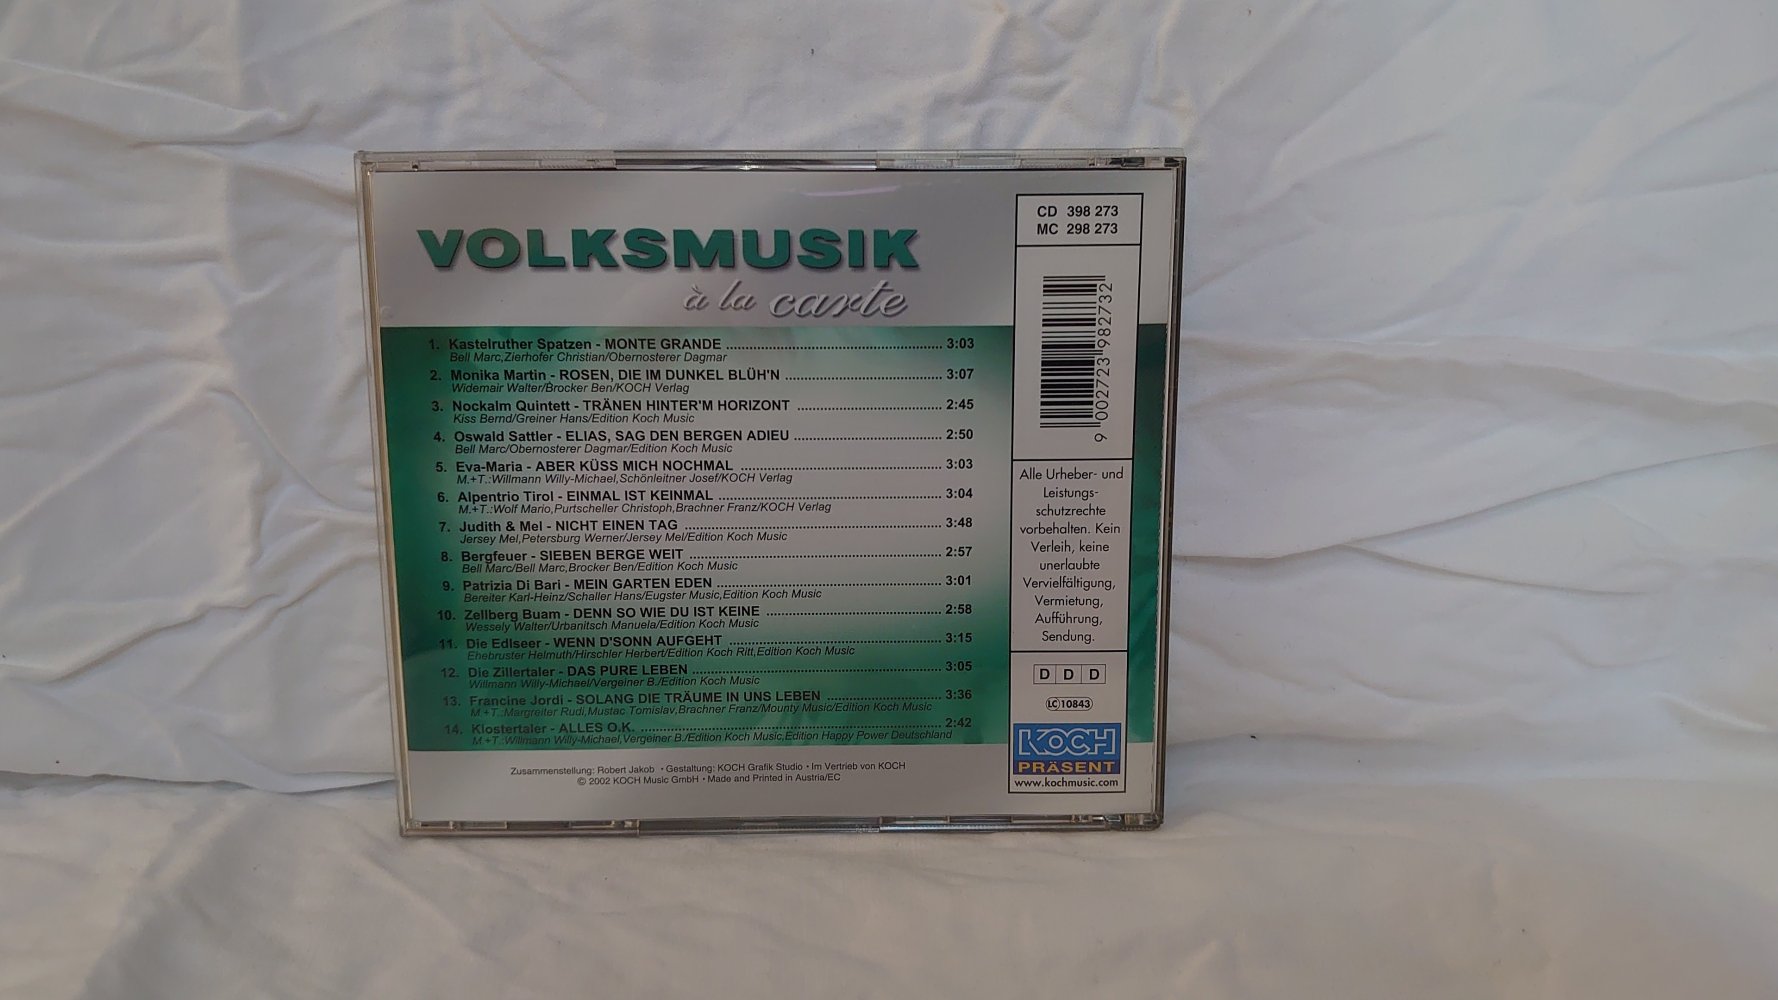 VOLKSMUSIK
à la carte
1. Kastelruther Spatzen - MONTE GRANDE 3:03
Bell Marc,Zierhofer Christian/Obernosterer Dagmar
2. Monika Martin - ROSEN, DIE IM DUNKEL BLÜH'N 3:07
Widemair Walter/Brocker Ben/KOCH Verlag
3. Nockalm Quintett - TRÄNEN HINTER'M HORIZONT 2:45
Kiss Bernd/Greiner Hans/Edition Koch Music
4. Oswald Sattler - ELIAS, SAG DEN BERGEN ADIEU 2:50
Bell Marc/Obernosterer Dagmar/Edition Koch Music
5. Eva-Maria - ABER KÜSS MICH NOCHMAL 3:03
M.+T.:Willmann Willy-Michael,Schönleitner Josef/KOCH Verlag
6. Alpentrio Tirol - EINMAL IST KEINMAL 3:04
M.+T.:Wolf Mario,Purtscheller Christoph,Brachner Franz/KOCH Verlag
7. Judith & Mel - NICHT EINEN TAG 3:48
Jersey Mel,Petersburg Werner/Jersey Mel/Edition Koch Music
8. Bergfeuer - SIEBEN BERGE WEIT 2:57
Bell Marc/Bell Marc,Brocker Ben/Edition Koch Music
9. Patrizia Di Bari - MEIN GARTEN EDEN 3:01
Bereiter Karl-Heinz/Schaller Hans/Eugster Music,Edition Koch Music
10. Zellberg Buam - DENN SO WIE DU IST KEINE 2:58
Wessely Walter/Urbanitsch Manuela/Edition Koch Music
11. Die Edlseer - WENN D'SONN AUFGEHT 3:15
Ehebruster Helmuth/Hirschler Herbert/Edition Koch Ritt,Edition Koch Music
12. Die Zillertaler - DAS PURE LEBEN 3:05
Willmann Willy-Michael/Vergeiner B./Edition Koch Music
13. Francine Jordi - SOLANG DIE TRÄUME IN UNS LEBEN 3:36
M.+T.:Margreiter Rudi,Mustac Tomislav,Brachner Franz/Mounty Music/Edition Koch Music
14. Klostertaler - ALLES O.K. 2:42
M.+T.:Willmann Willy-Michael,Vergeiner B./Edition Koch Music,Edition Happy Power Deutschland
Zusammenstellung: Robert Jakob • Gestaltung: KOCH Grafik Studio • Im Vertrieb von KOCH
© 2002 KOCH Music GmbH • Made and Printed in Austria/EC
CD 398 273
MC 298 273
9 002723 982732
Alle Urheber- und
Leistungs-
schutzrechte
vorbehalten. Kein
Verleih, keine
unerlaubte
Vervielfältigung,
Vermietung,
Aufführung,
Sendung.
D D D
LC 10843
KOCH
PRÄSENT
www.kochmusic.com